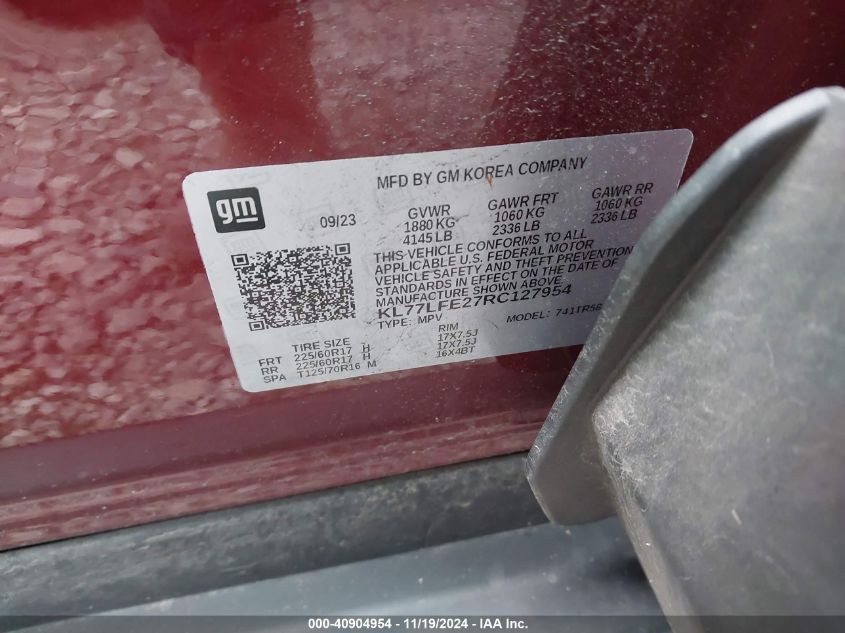 MFD BY GM KOREA COMPANY
gm
09/23
GVWR GAWR FRT GAWR RR
1880 KG 1060 KG 1060 KG
4145 LB 2336 LB 2336 LB
THIS VEHICLE CONFORMS TO ALL
APPLICABLE U.S. FEDERAL MOTOR
VEHICLE SAFETY AND THEFT PREVENTION
STANDARDS IN EFFECT ON THE DATE OF
MANUFACTURE SHOWN ABOVE.
KL77LFE27RC127954
TYPE: MPV MODEL: 741TR56
TIRE SIZE RIM
FRT 225/60R17 H 17X7.5J
RR 225/60R17 H 17X7.5J
SPA T125/70R16 M 16X4BT
000-40904954 - 11/19/2024 - IAA Inc.